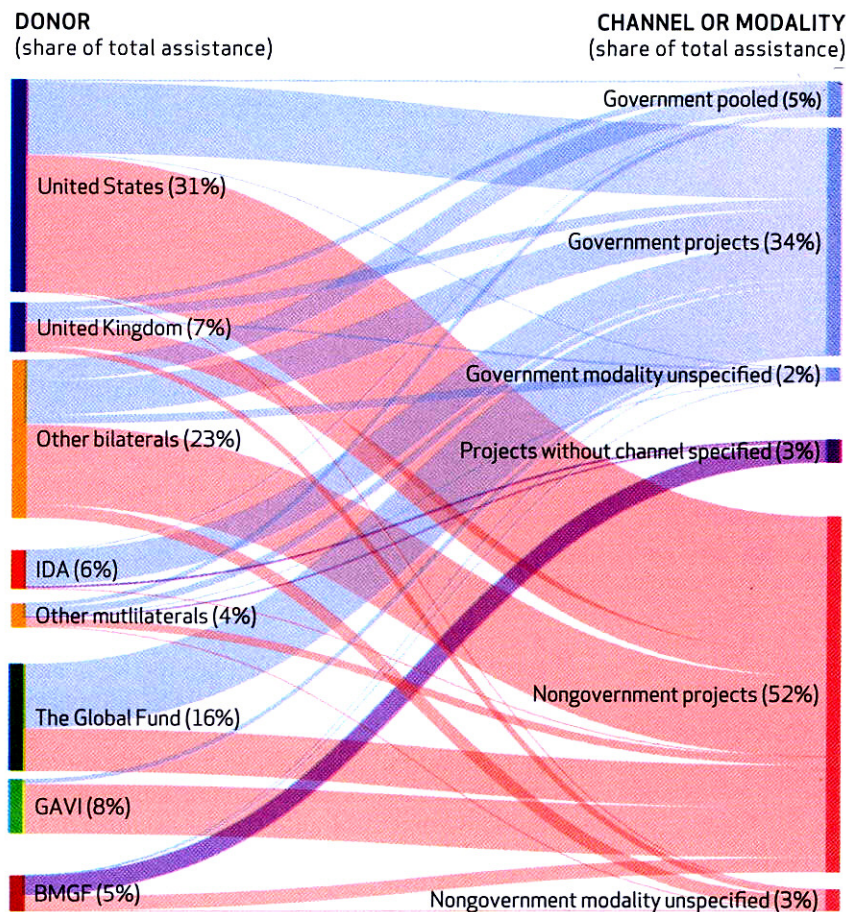 DONOR
(share of total assistance)
CHANNEL OR MODALITY
(share of total assistance)
United States (31%)
United Kingdom (7%)
Other bilaterals (23%)
IDA (6%)
Other mutlilaterals (4%)
The Global Fund (16%)
GAVI (8%)
BMGF (5%)
Government pooled (5%)
Government projects (34%)
Government modality unspecified (2%)
Projects without channel specified (3%)
Nongovernment projects (52%)
Nongovernment modality unspecified (3%)